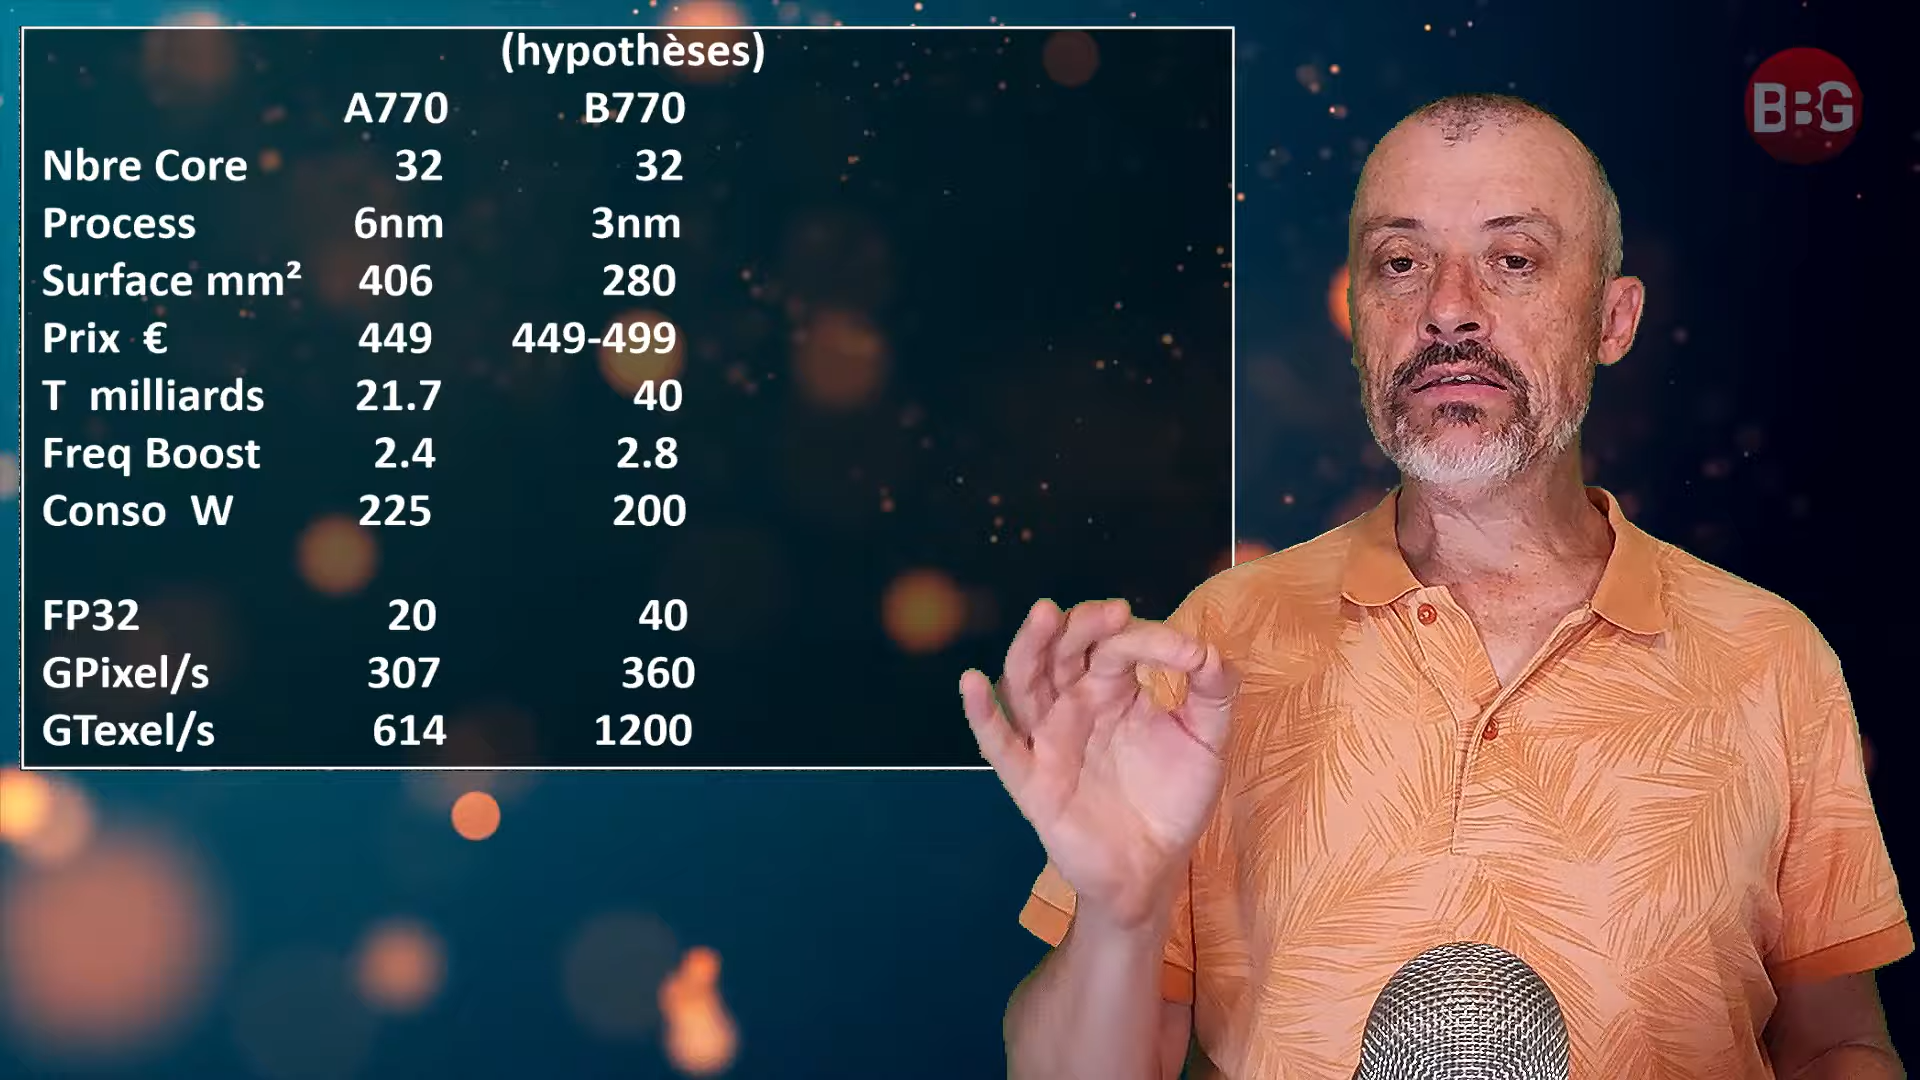 (hypothèses)
A770 B770
Nbre Core 32 32
Process 6nm 3nm
Surface mm² 406 280
Prix € 449 449-499
T milliards 21.7 40
Freq Boost 2.4 2.8
Conso W 225 200
FP32 20 40
GPixel/s 307 360
GTexel/s 614 1200
BBG